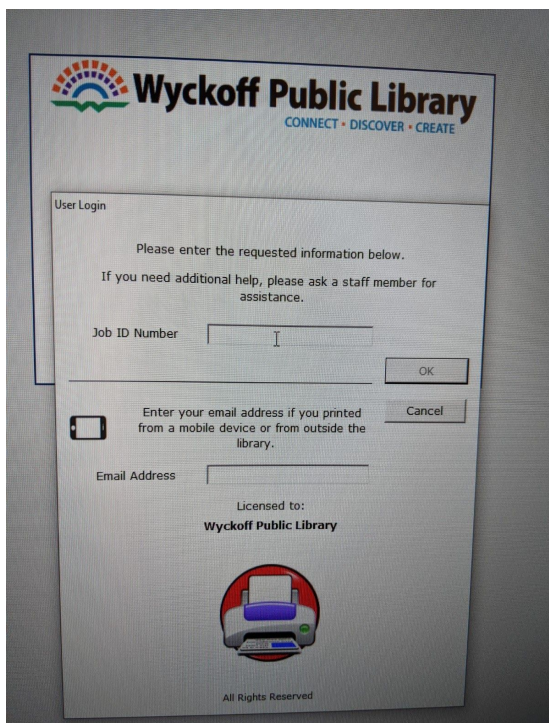 Wyckoff Public Library
CONNECT • DISCOVER • CREATE
User Login
Please enter the requested information below.
If you need additional help, please ask a staff member for
assistance.
Job ID Number
OK
Enter your email address if you printed
from a mobile device or from outside the
library.
Cancel
Email Address
Licensed to:
Wyckoff Public Library
All Rights Reserved